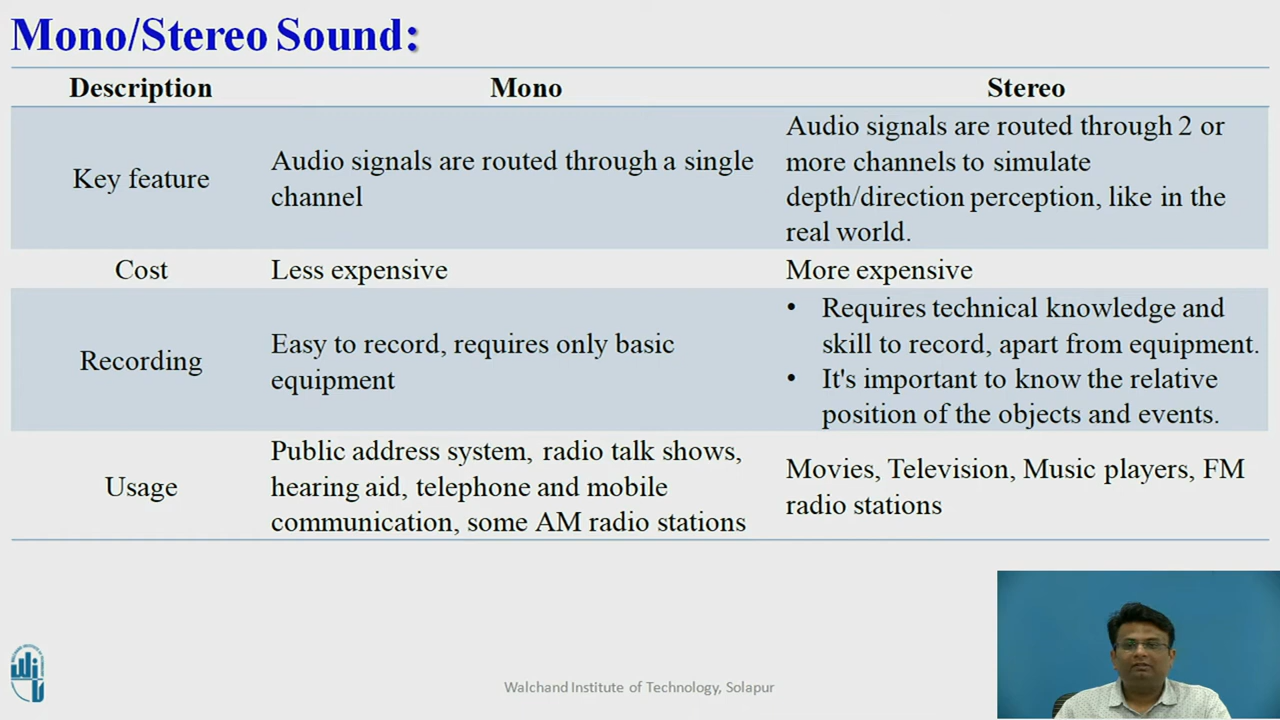 Mono/Stereo Sound:
Description Mono Stereo
Key feature
Audio signals are routed through a single
channel
Audio signals are routed through 2 or
more channels to simulate
depth/direction perception, like in the
real world.
Cost Less expensive More expensive
Recording
Easy to record, requires only basic
equipment
• Requires technical knowledge and
skill to record, apart from equipment.
• It's important to know the relative
position of the objects and events.
Usage
Public address system, radio talk shows,
hearing aid, telephone and mobile
communication, some AM radio stations
Movies, Television, Music players, FM
radio stations
Walchand Institute of Technology, Solapur